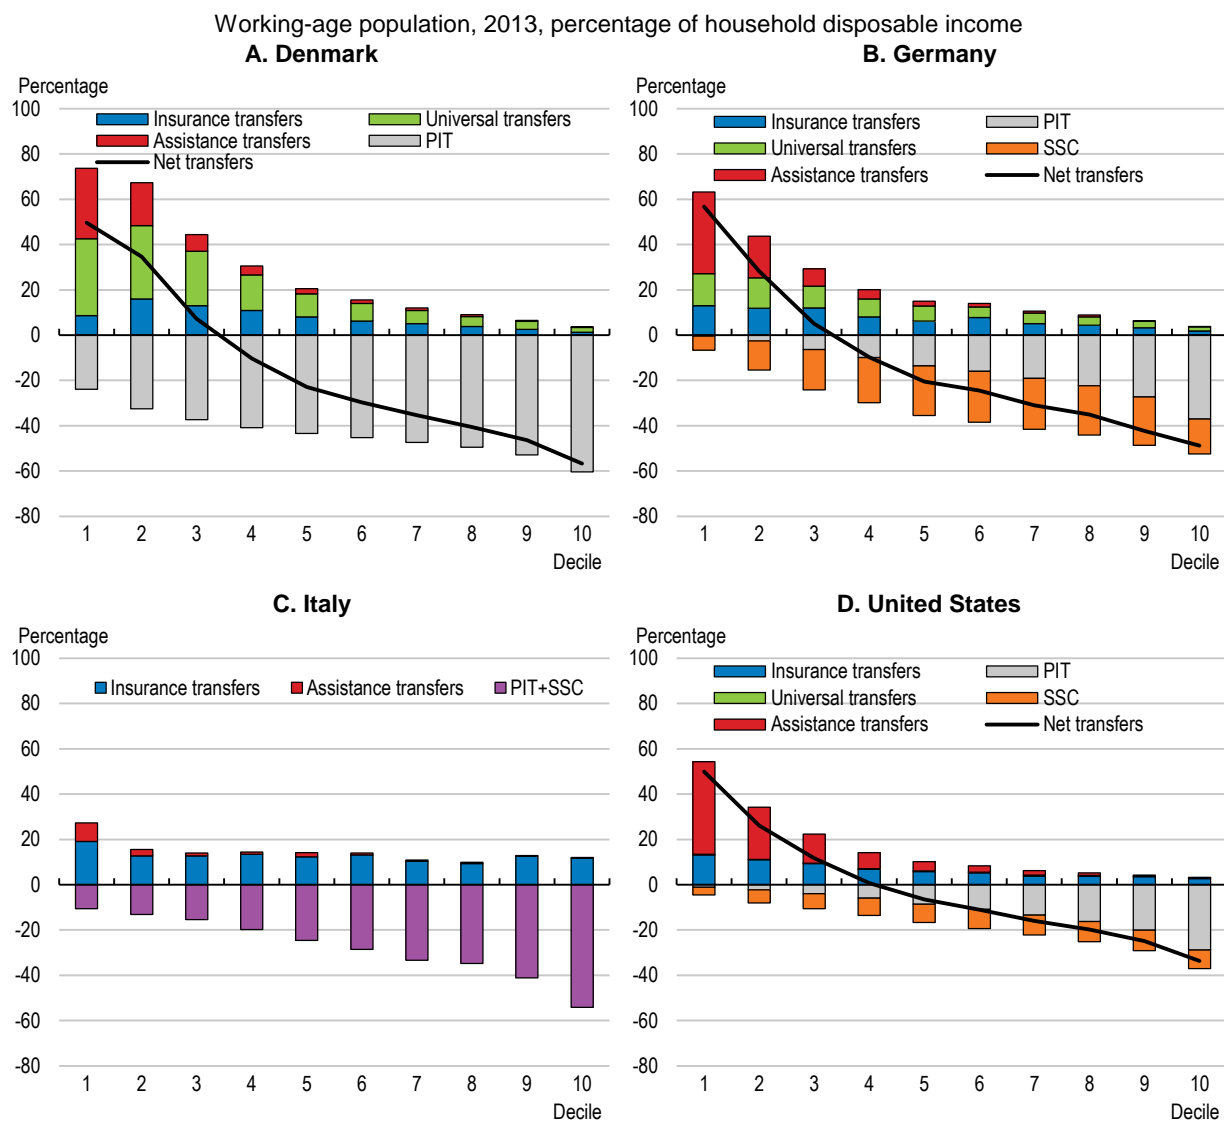 Working-age population, 2013, percentage of household disposable income
A. Denmark
Percentage
100
80
60
40
20
0
-20
-40
-60
-80
Insurance transfers
Universal transfers
Assistance transfers
PIT
Net transfers
1 2 3 4 5 6 7 8 9 10
Decile
B. Germany
Percentage
100
80
60
40
20
0
-20
-40
-60
-80
Insurance transfers
PIT
Universal transfers
SSC
Assistance transfers
Net transfers
1 2 3 4 5 6 7 8 9 10
Decile
C. Italy
Percentage
100
80
60
40
20
0
-20
-40
-60
-80
Insurance transfers
Assistance transfers
PIT+SSC
1 2 3 4 5 6 7 8 9 10
Decile
D. United States
Percentage
100
80
60
40
20
0
-20
-40
-60
-80
Insurance transfers
PIT
Universal transfers
SSC
Assistance transfers
Net transfers
1 2 3 4 5 6 7 8 9 10
Decile